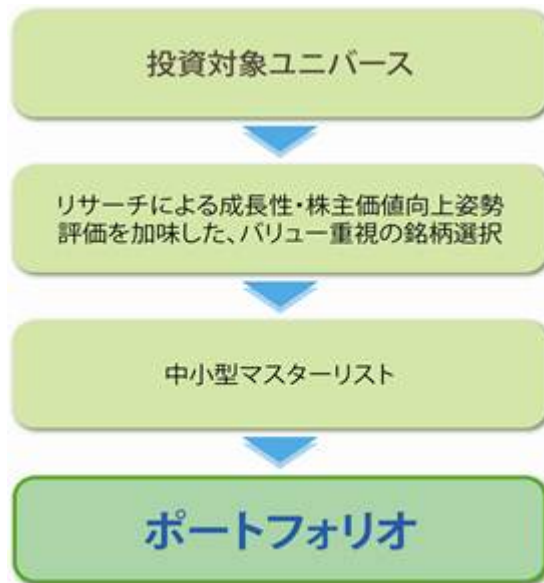 投資対象ユニバース
リサーチによる成長性・株主価値向上姿勢
評価を加味した、バリュー重視の銘柄選択
中小型マスターリスト
ポートフォリオ